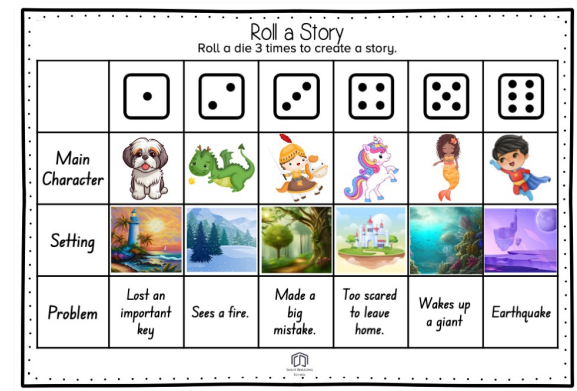 Roll a Story
Roll a die 3 times to create a story.
Main
Character
Setting
Problem
Lost an
important
key
Sees a fire.
Made a
big
mistake.
Too scared
to leave
home.
Wakes up
a giant
Earthquake